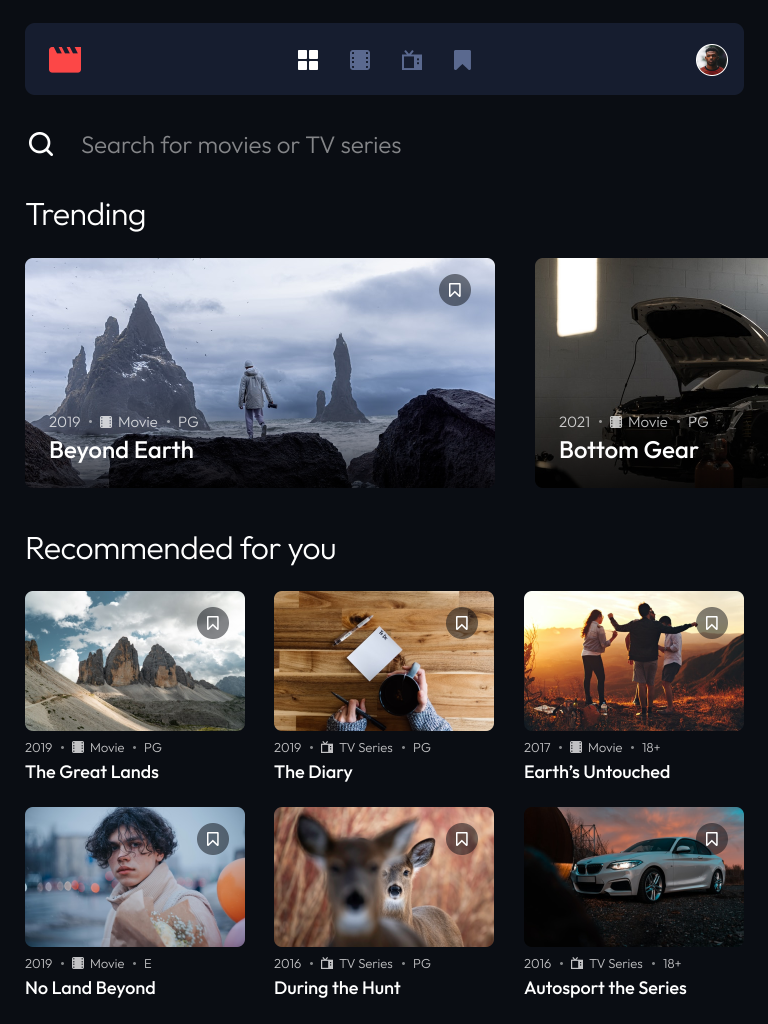 Search for movies or TV series
Trending
2019 • Movie • PG
Beyond Earth
2021 • Movie • PG
Bottom Gear
Recommended for you
2019 • Movie • PG
The Great Lands
2019 • TV Series • PG
The Diary
2017 • Movie • 18+
Earth’s Untouched
2019 • Movie • E
No Land Beyond
2016 • TV Series • PG
During the Hunt
2016 • TV Series • 18+
Autosport the Series